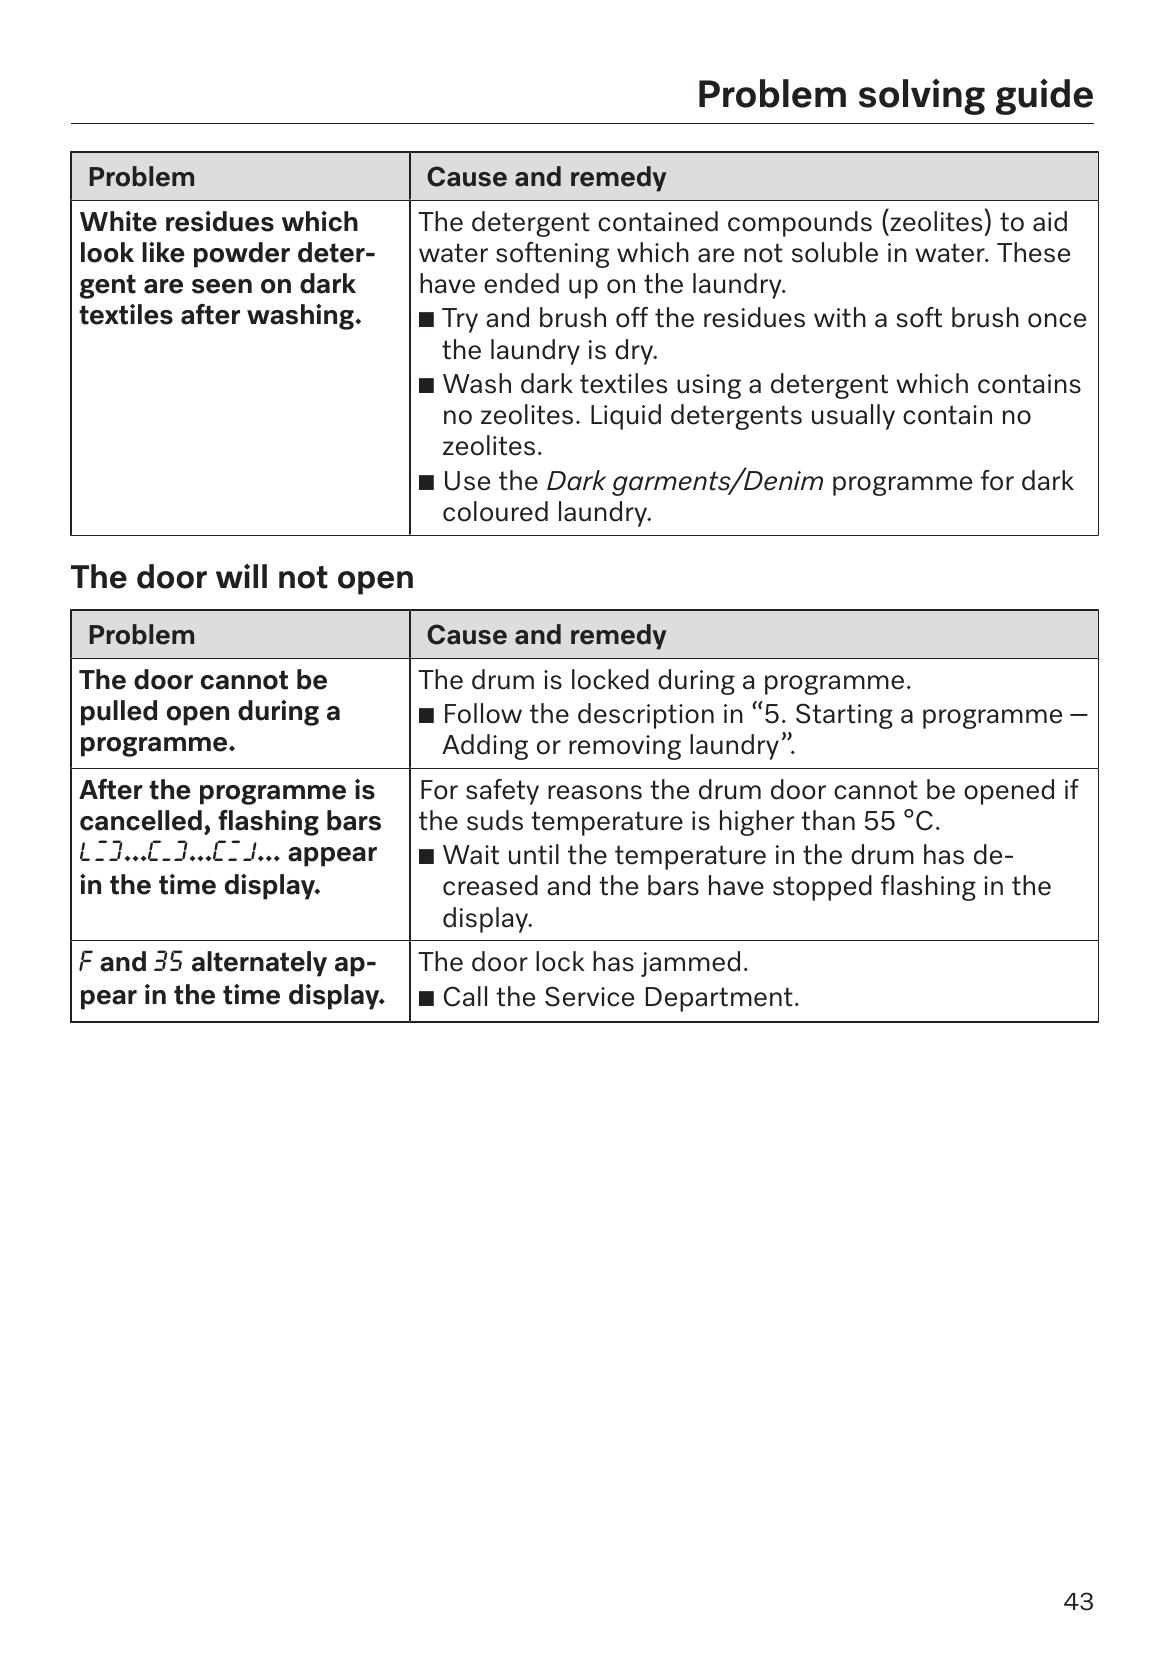 Problem solving guide
Problem
Cause and remedy
White residues which
look like powder deter-
gent are seen on dark
textiles after washing.
The detergent contained compounds (zeolites) to aid
water softening which are not soluble in water. These
have ended up on the laundry.
■ Try and brush off the residues with a soft brush once
the laundry is dry.
■ Wash dark textiles using a detergent which contains
no zeolites. Liquid detergents usually contain no
zeolites.
■ Use the Dark garments/Denim programme for dark
coloured laundry.
The door will not open
Problem
Cause and remedy
The door cannot be
pulled open during a
programme.
The drum is locked during a programme.
■ Follow the description in “5. Starting a programme –
Adding or removing laundry”.
After the programme is
cancelled, flashing bars
... ... ... appear
in the time display.
For safety reasons the drum door cannot be opened if
the suds temperature is higher than 55 °C.
■ Wait until the temperature in the drum has de-
creased and the bars have stopped flashing in the
display.
F and 35 alternately ap-
pear in the time display.
The door lock has jammed.
■ Call the Service Department.
43